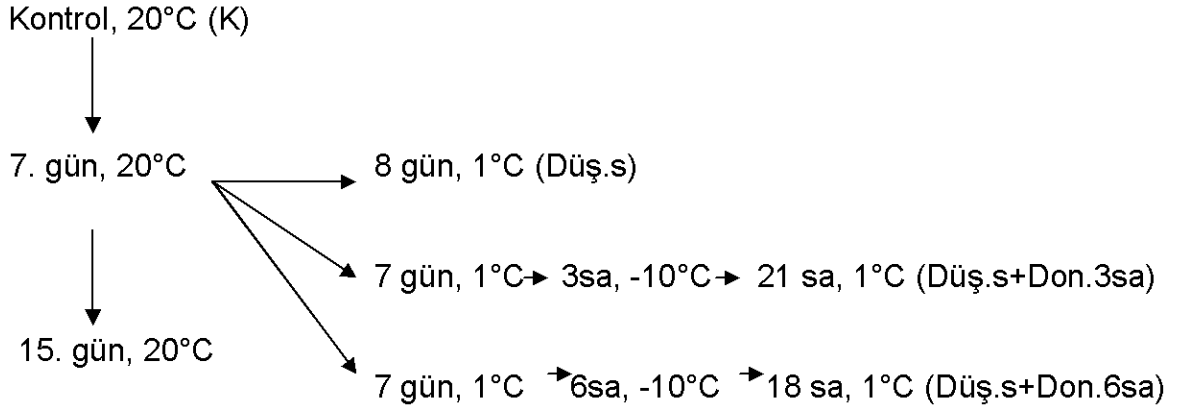 Kontrol, 20°C (K)
7. gün, 20°C
8 gün, 1°C (Düş.s)
7 gün, 1°C 3sa, -10°C 21 sa, 1°C (Düş.s+Don.3sa)
15. gün, 20°C
7 gün, 1°C 6sa, -10°C 18 sa, 1°C (Düş.s+Don.6sa)